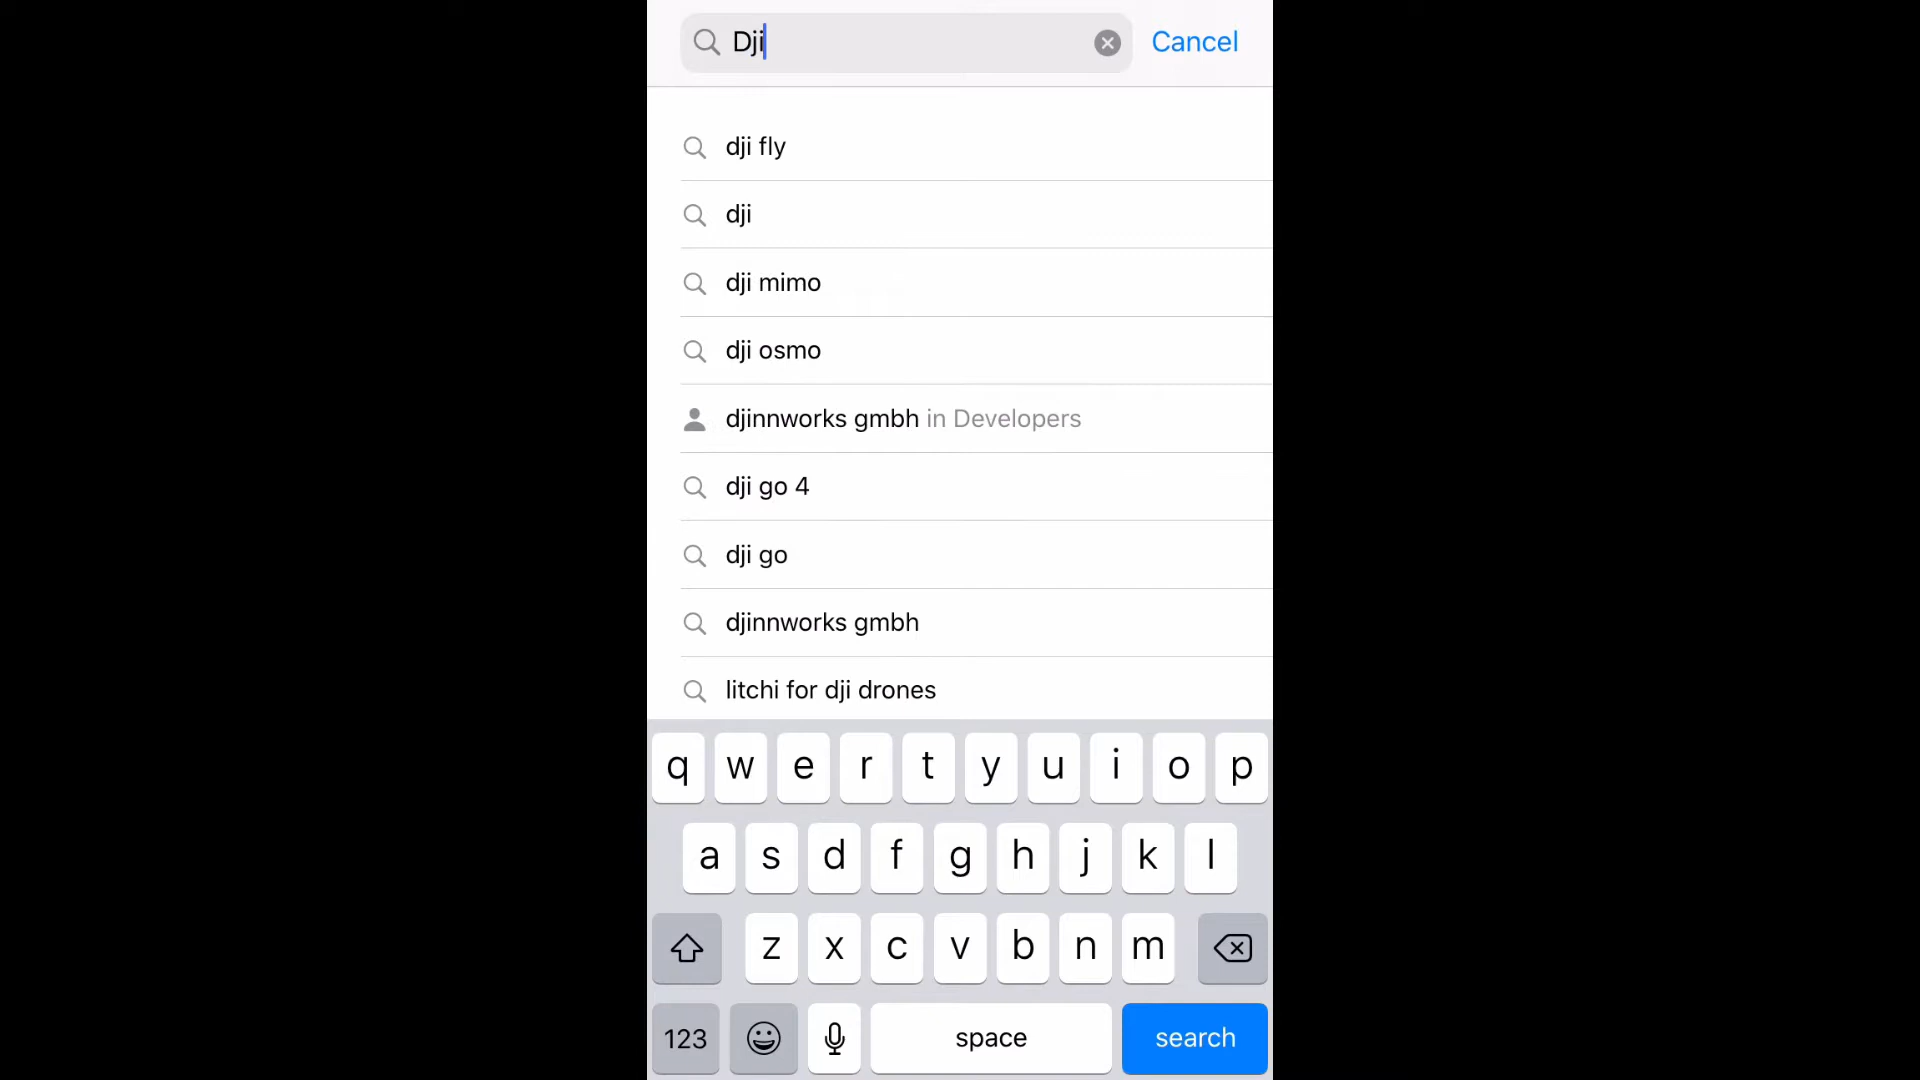 Dji Cancel
dji fly
dji
dji mimo
dji osmo
djinnworks gmbh in Developers
dji go 4
dji go
djinnworks gmbh
litchi for dji drones
q w e r t y u i o p
a s d f g h j k l
z x c v b n m
123 space search